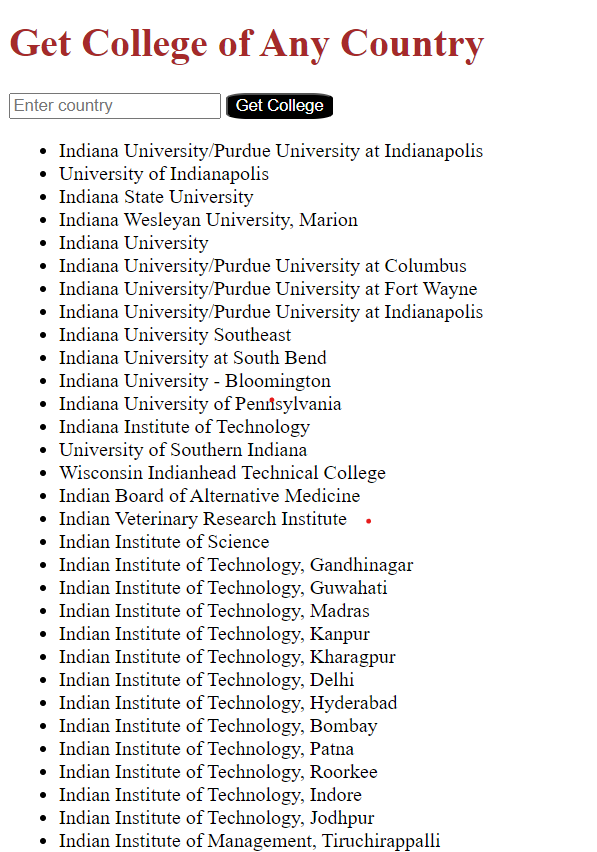 Get College of Any Country
Enter country Get College
Indiana University/Purdue University at Indianapolis
University of Indianapolis
Indiana State University
Indiana Wesleyan University, Marion
Indiana University
Indiana University/Purdue University at Columbus
Indiana University/Purdue University at Fort Wayne
Indiana University/Purdue University at Indianapolis
Indiana University Southeast
Indiana University at South Bend
Indiana University - Bloomington
Indiana University of Pennsylvania
Indiana Institute of Technology
University of Southern Indiana
Wisconsin Indianhead Technical College
Indian Board of Alternative Medicine
Indian Veterinary Research Institute
Indian Institute of Science
Indian Institute of Technology, Gandhinagar
Indian Institute of Technology, Guwahati
Indian Institute of Technology, Madras
Indian Institute of Technology, Kanpur
Indian Institute of Technology, Kharagpur
Indian Institute of Technology, Delhi
Indian Institute of Technology, Hyderabad
Indian Institute of Technology, Bombay
Indian Institute of Technology, Patna
Indian Institute of Technology, Roorkee
Indian Institute of Technology, Indore
Indian Institute of Technology, Jodhpur
Indian Institute of Management, Tiruchirappalli